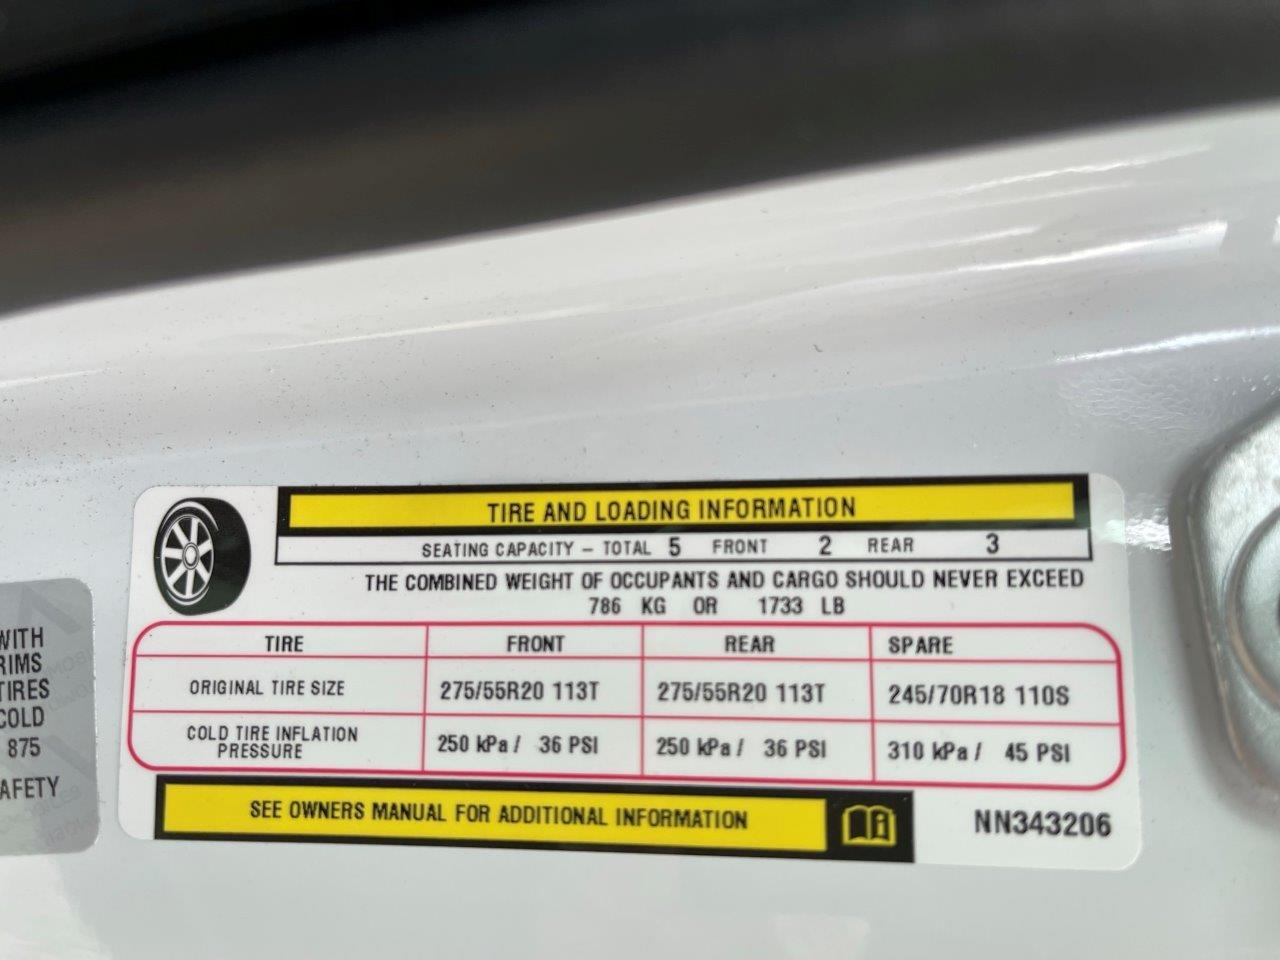 TIRE AND LOADING INFORMATION
SEATING CAPACITY – TOTAL 5 FRONT 2 REAR 3
THE COMBINED WEIGHT OF OCCUPANTS AND CARGO SHOULD NEVER EXCEED
786 KG OR 1733 LB
TIRE FRONT REAR SPARE
ORIGINAL TIRE SIZE 275/55R20 113T 275/55R20 113T 245/70R18 110S
COLD TIRE INFLATION
PRESSURE 250 kPa / 36 PSI 250 kPa / 36 PSI 310 kPa / 45 PSI
SEE OWNERS MANUAL FOR ADDITIONAL INFORMATION
NN343206
WITH
RIMS
TIRES
COLD
875
AFETY